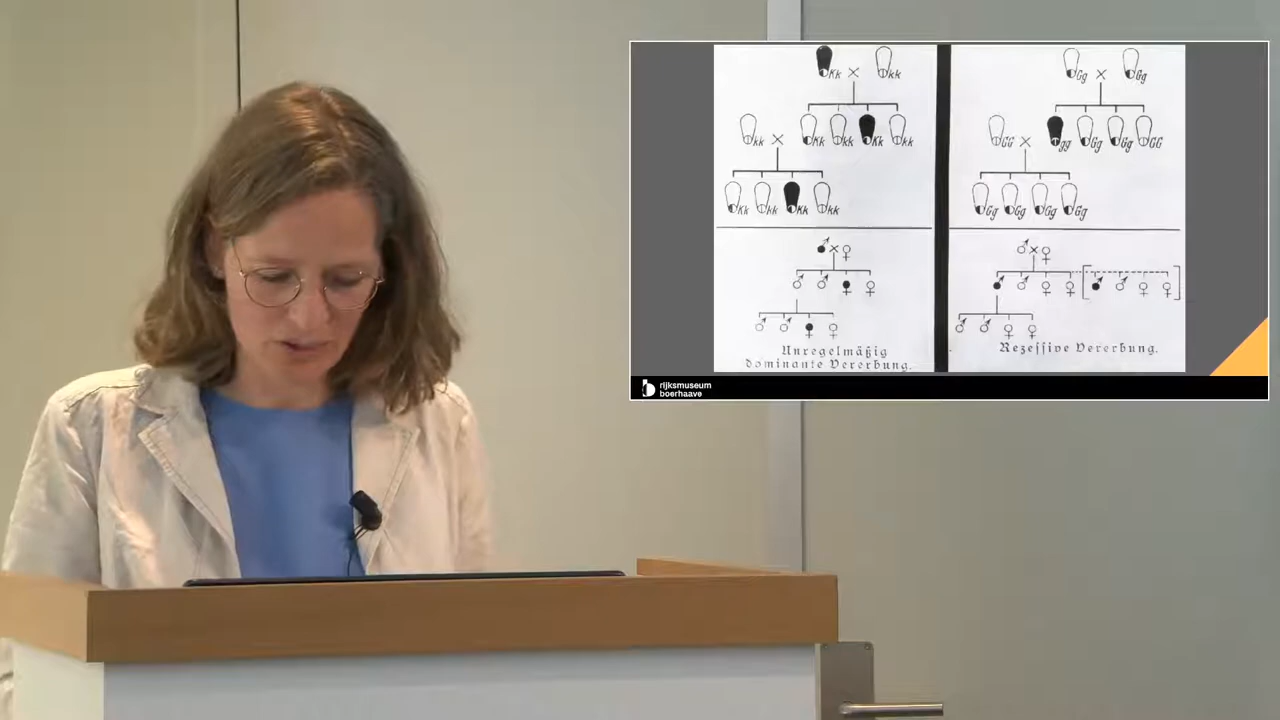 Kk kk
kk Kk kk Kk kk
Kk kk Kk kk
Unregelmäßig
dominante Vererbung.
Gg Gg
GG gg Gg Gg GG
Gg Gg Gg Gg
Rezessive Vererbung.
rijksmuseum
boerhaave